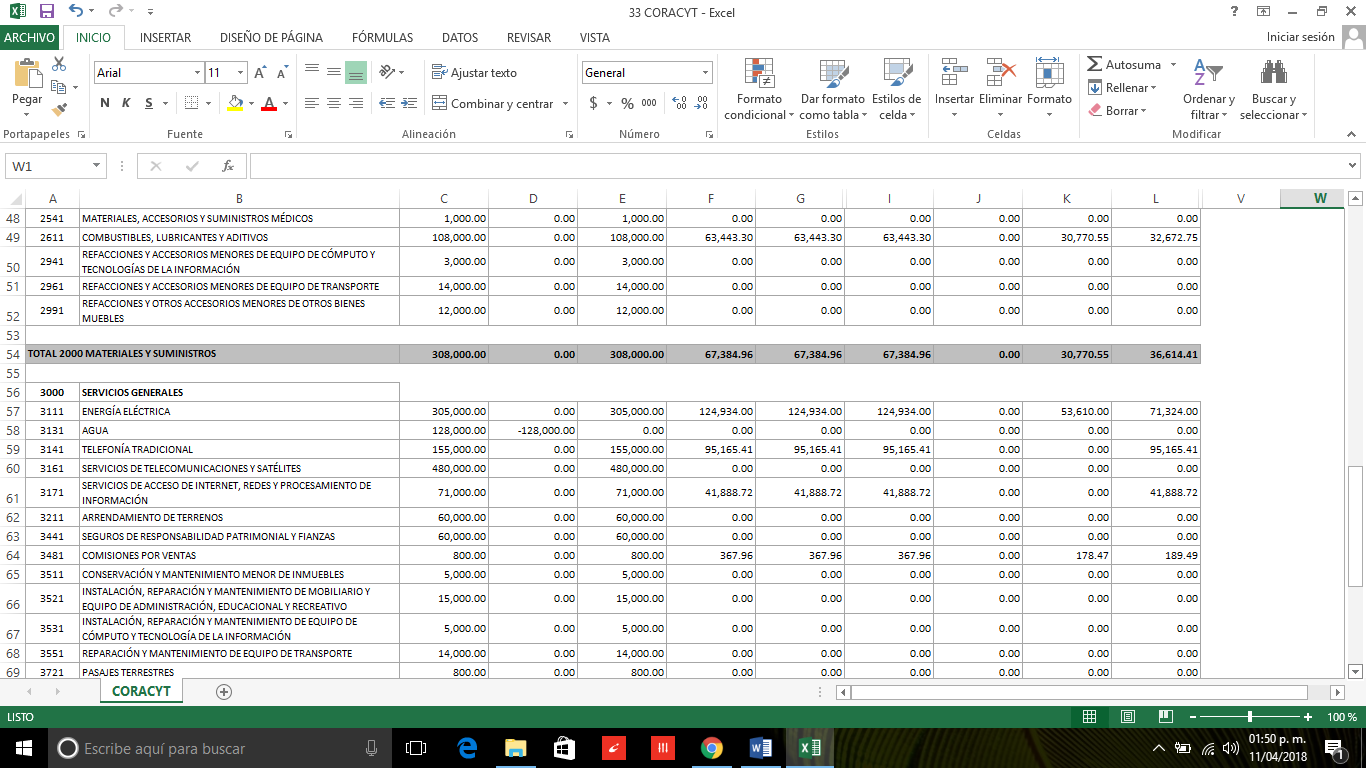 33 CORACYT - Excel
ARCHIVO INICIO INSERTAR DISEÑO DE PÁGINA FÓRMULAS DATOS REVISAR VISTA Iniciar sesión
Pegar
Arial 11
N K S
Ajustar texto
Combinar y centrar
General
$ % 000
Formato condicional
Dar formato como tabla
Estilos de celda
Insertar Eliminar Formato
Autosuma
Rellenar
Borrar
Ordenar y filtrar
Buscar y seleccionar
Portapapeles Fuente Alineación Número Estilos Celdas Modificar
W1 fx
A B C D E F G I J K L V W
48 2541 MATERIALES, ACCESORIOS Y SUMINISTROS MÉDICOS 1,000.00 0.00 1,000.00 0.00 0.00 0.00 0.00 0.00 0.00
49 2611 COMBUSTIBLES, LUBRICANTES Y ADITIVOS 108,000.00 0.00 108,000.00 63,443.30 63,443.30 63,443.30 0.00 30,770.55 32,672.75
50 2941 REFACCIONES Y ACCESORIOS MENORES DE EQUIPO DE CÓMPUTO Y
TECNOLOGÍAS DE LA INFORMACIÓN 3,000.00 0.00 3,000.00 0.00 0.00 0.00 0.00 0.00 0.00
51 2961 REFACCIONES Y ACCESORIOS MENORES DE EQUIPO DE TRANSPORTE 14,000.00 0.00 14,000.00 0.00 0.00 0.00 0.00 0.00 0.00
52 2991 REFACCIONES Y OTROS ACCESORIOS MENORES DE OTROS BIENES
MUEBLES 12,000.00 0.00 12,000.00 0.00 0.00 0.00 0.00 0.00 0.00
53
54 TOTAL 2000 MATERIALES Y SUMINISTROS 308,000.00 0.00 308,000.00 67,384.96 67,384.96 67,384.96 0.00 30,770.55 36,614.41
55
56 3000 SERVICIOS GENERALES
57 3111 ENERGÍA ELÉCTRICA 305,000.00 0.00 305,000.00 124,934.00 124,934.00 124,934.00 0.00 53,610.00 71,324.00
58 3131 AGUA 128,000.00 -128,000.00 0.00 0.00 0.00 0.00 0.00 0.00 0.00
59 3141 TELEFONÍA TRADICIONAL 155,000.00 0.00 155,000.00 95,165.41 95,165.41 95,165.41 0.00 0.00 95,165.41
60 3161 SERVICIOS DE TELECOMUNICACIONES Y SATÉLITES 480,000.00 0.00 480,000.00 0.00 0.00 0.00 0.00 0.00 0.00
61 3171 SERVICIOS DE ACCESO DE INTERNET, REDES Y PROCESAMIENTO DE
INFORMACIÓN 71,000.00 0.00 71,000.00 41,888.72 41,888.72 41,888.72 0.00 0.00 41,888.72
62 3211 ARRENDAMIENTO DE TERRENOS 60,000.00 0.00 60,000.00 0.00 0.00 0.00 0.00 0.00 0.00
63 3441 SEGUROS DE RESPONSABILIDAD PATRIMONIAL Y FIANZAS 60,000.00 0.00 60,000.00 0.00 0.00 0.00 0.00 0.00 0.00
64 3481 COMISIONES POR VENTAS 800.00 0.00 800.00 367.96 367.96 367.96 0.00 178.47 189.49
65 3511 CONSERVACIÓN Y MANTENIMIENTO MENOR DE INMUEBLES 5,000.00 0.00 5,000.00 0.00 0.00 0.00 0.00 0.00 0.00
66 3521 INSTALACIÓN, REPARACIÓN Y MANTENIMIENTO DE MOBILIARIO Y
EQUIPO DE ADMINISTRACIÓN, EDUCACIONAL Y RECREATIVO 15,000.00 0.00 15,000.00 0.00 0.00 0.00 0.00 0.00 0.00
67 3531 INSTALACIÓN, REPARACIÓN Y MANTENIMIENTO DE EQUIPO DE
CÓMPUTO Y TECNOLOGÍA DE LA INFORMACIÓN 5,000.00 0.00 5,000.00 0.00 0.00 0.00 0.00 0.00 0.00
68 3551 REPARACIÓN Y MANTENIMIENTO DE EQUIPO DE TRANSPORTE 14,000.00 0.00 14,000.00 0.00 0.00 0.00 0.00 0.00 0.00
69 3721 PASAJES TERRESTRES 800.00 0.00 800.00 0.00 0.00 0.00 0.00 0.00 0.00
CORACYT
LISTO 100 %
Escribe aquí para buscar
01:50 p. m.
11/04/2018
1